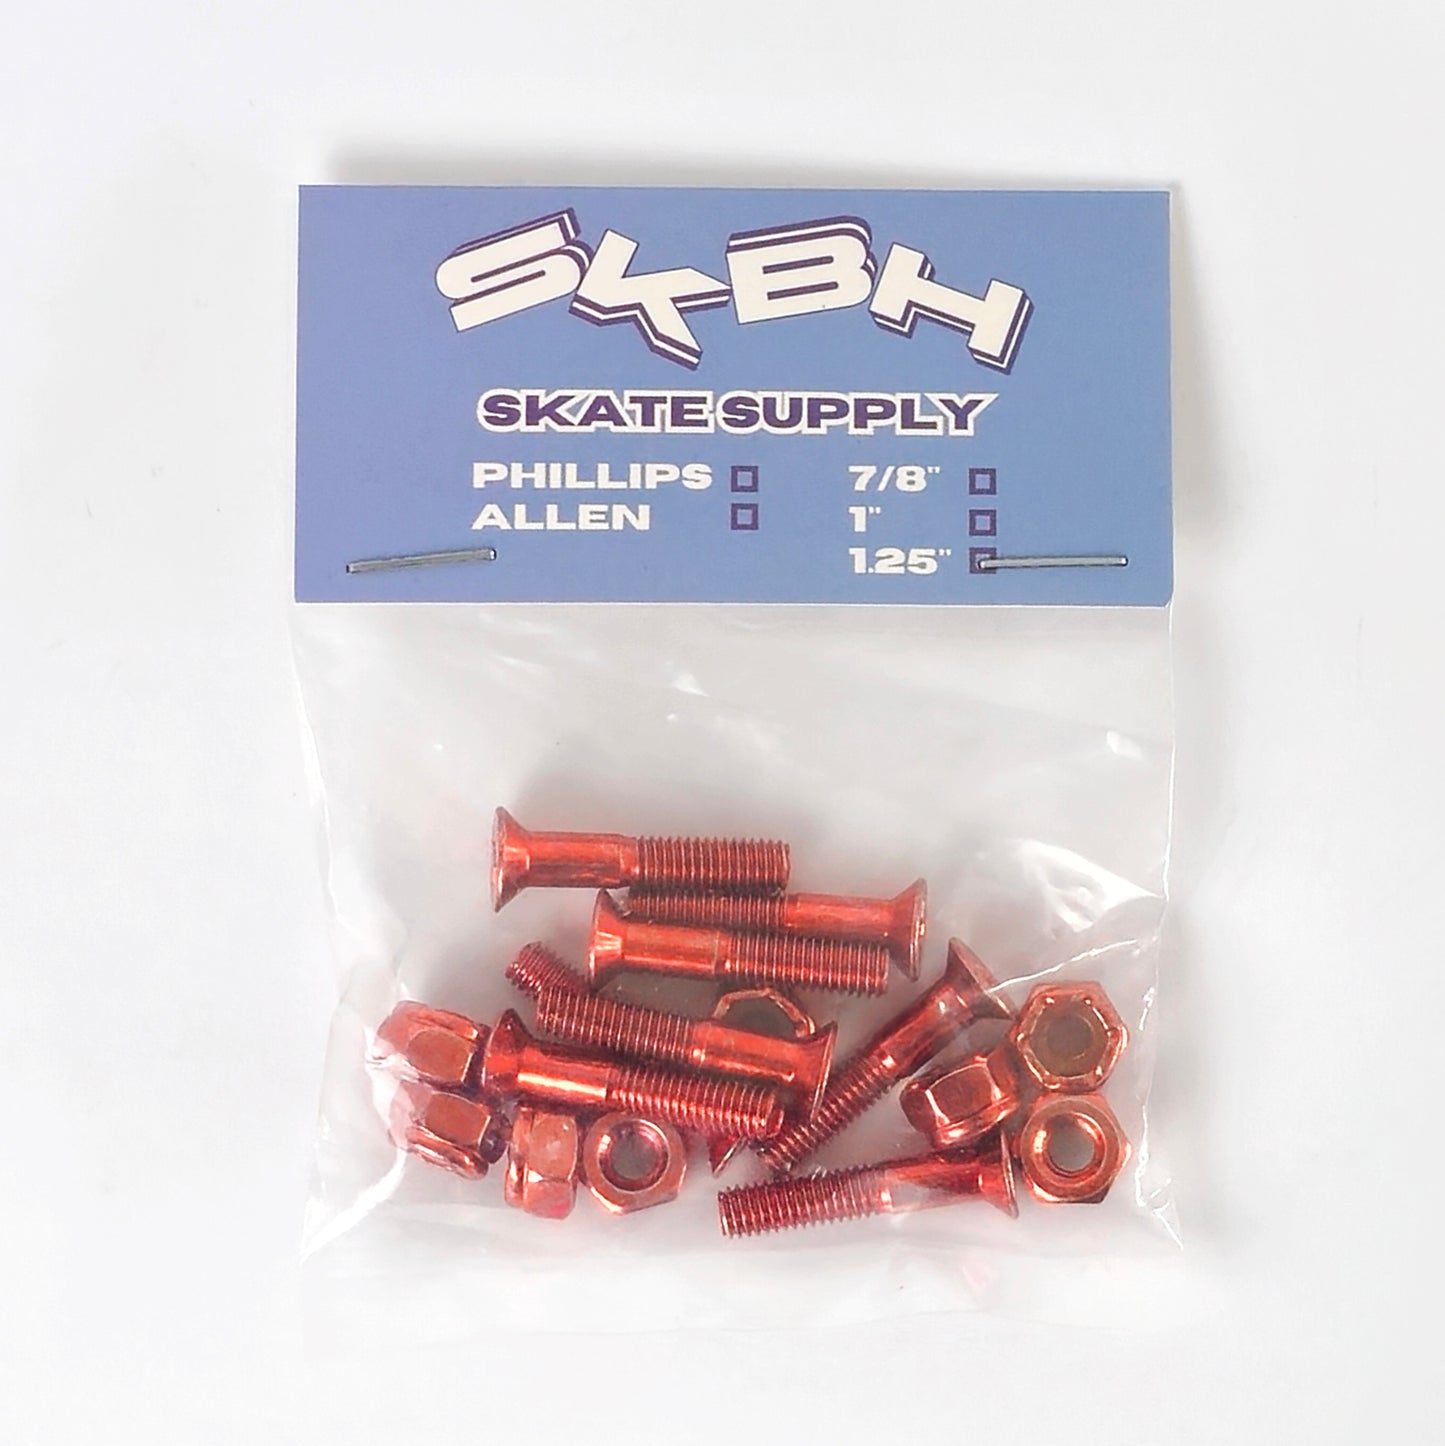 SKBH
SKATE SUPPLY
PHILLIPS
ALLEN
7/8"
1"
1.25"